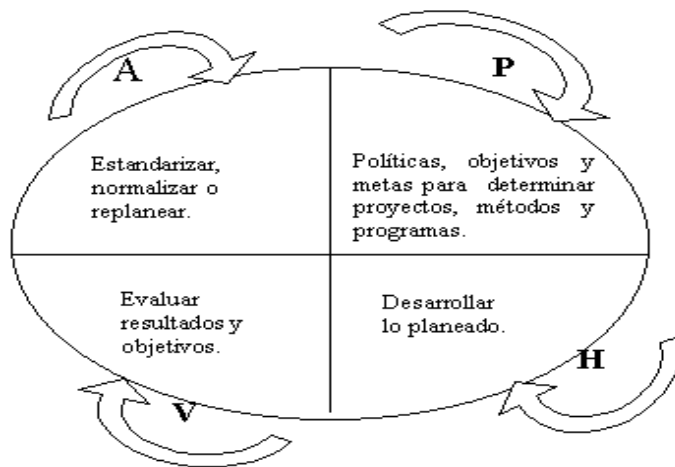 A
P
Estandarizar,
normalizar o
replanear.
Políticas, objetivos y
metas para determinar
proyectos, métodos y
programas.
Evaluar
resultados y
objetivos.
Desarrollar
lo planeado.
H
V